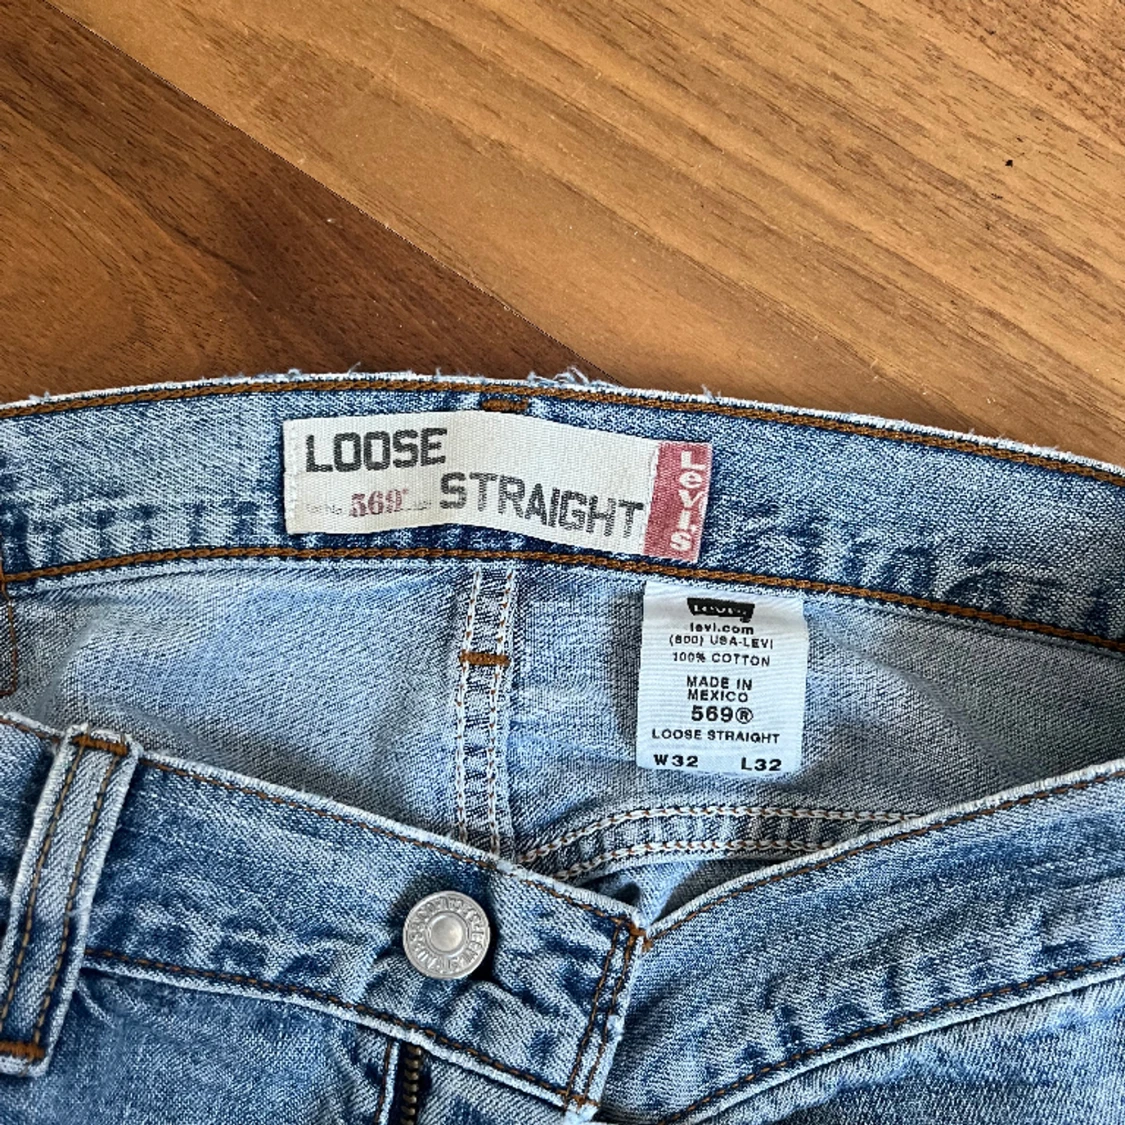 LOOSE
569
STRAIGHT
Levi's
Levi's
levi.com
(800) USA-LEVI
100% COTTON
MADE IN
MEXICO
569®
LOOSE STRAIGHT
W32 L32